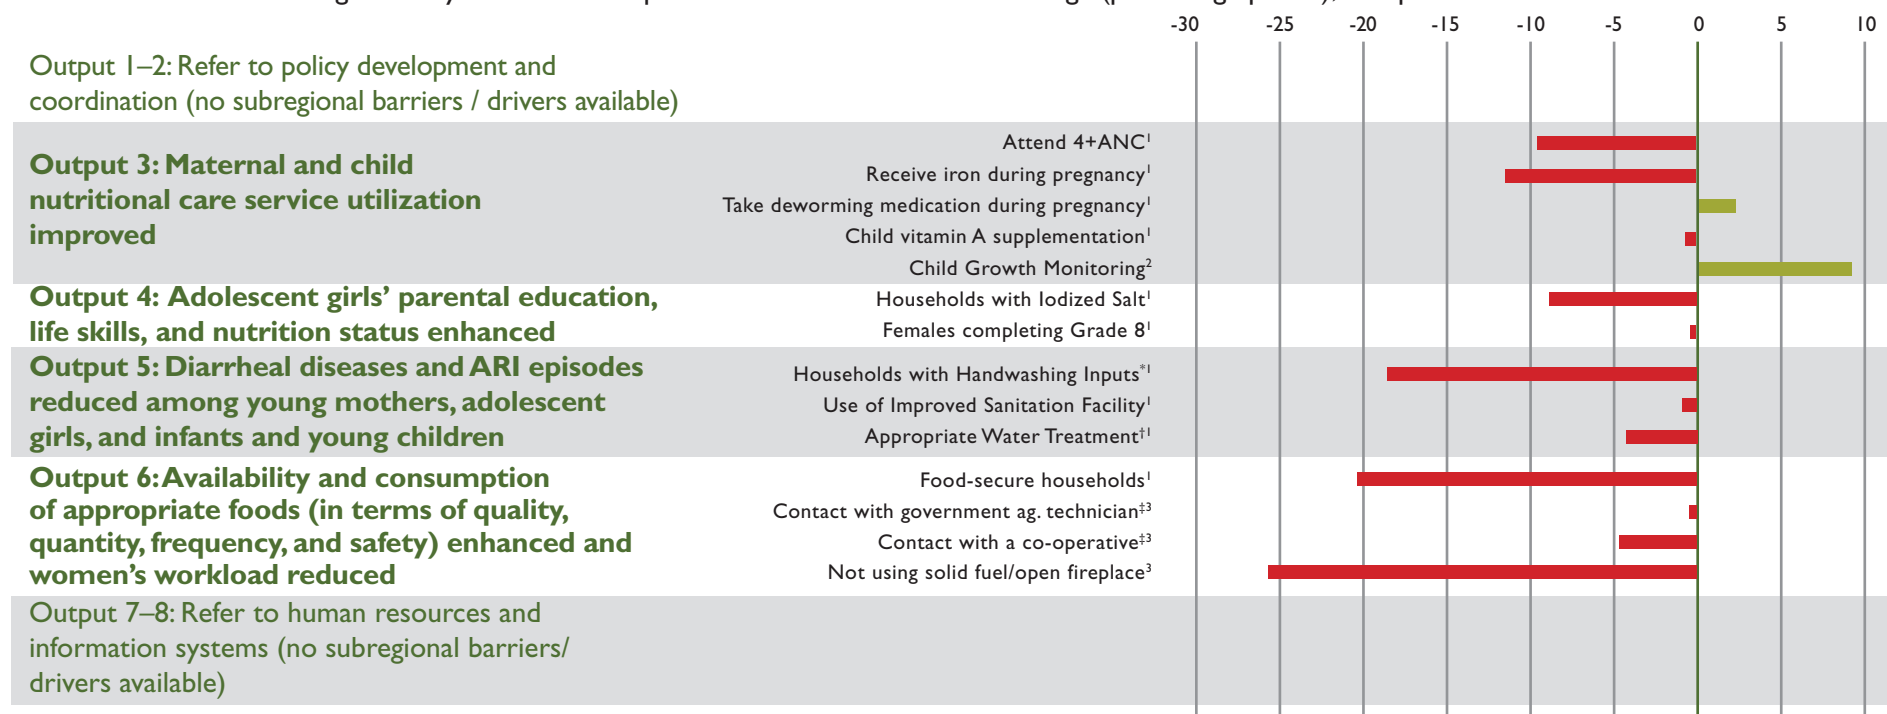 -30 -25 -20 -15 -10 -5 0 5 10
Output 1–2: Refer to policy development and
coordination (no subregional barriers / drivers available)
Output 3: Maternal and child
nutritional care service utilization
improved
Attend 4+ANC¹
Receive iron during pregnancy¹
Take deworming medication during pregnancy¹
Child vitamin A supplementation¹
Child Growth Monitoring²
Output 4: Adolescent girls’ parental education,
life skills, and nutrition status enhanced
Households with Iodized Salt¹
Females completing Grade 8¹
Output 5: Diarrheal diseases and ARI episodes
reduced among young mothers, adolescent
girls, and infants and young children
Households with Handwashing Inputs*¹
Use of Improved Sanitation Facility¹
Appropriate Water Treatment†¹
Output 6: Availability and consumption
of appropriate foods (in terms of quality,
quantity, frequency, and safety) enhanced and
women’s workload reduced
Food-secure households¹
Contact with government ag. technician‡³
Contact with a co-operative‡³
Not using solid fuel/open fireplace³
Output 7–8: Refer to human resources and
information systems (no subregional barriers/
drivers available)